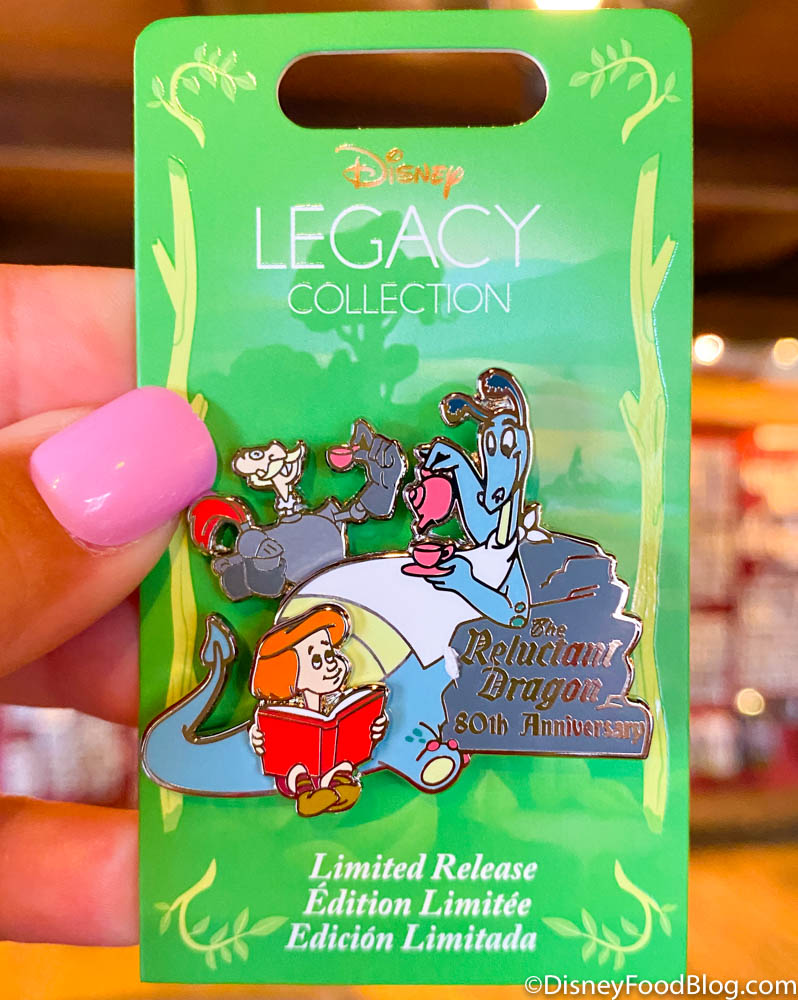 Disney
LEGACY
COLLECTION
The
Reluctant
Dragon
80th Anniversary
Limited Release
Édition Limitée
Edición Limitada
©DisneyFoodBlog.com